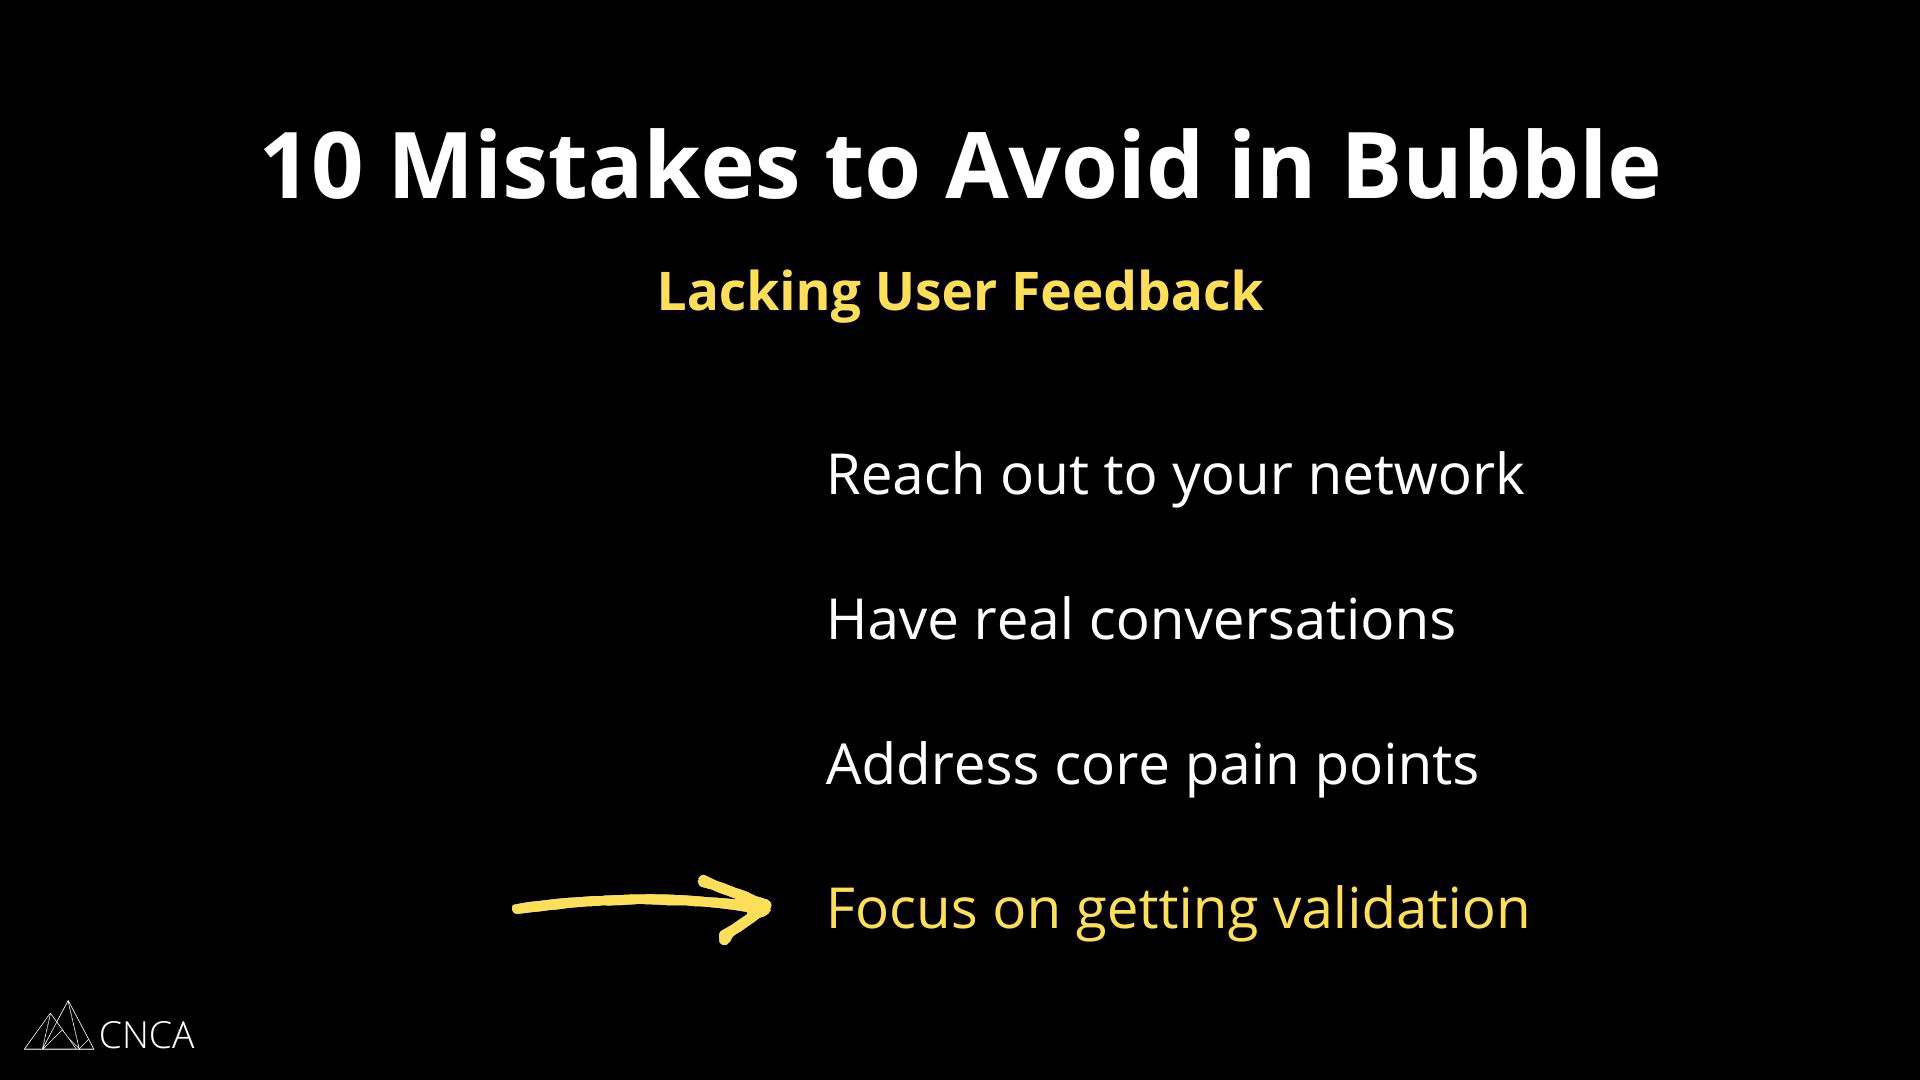 10 Mistakes to Avoid in Bubble
Lacking User Feedback
Reach out to your network
Have real conversations
Address core pain points
Focus on getting validation
CNCA